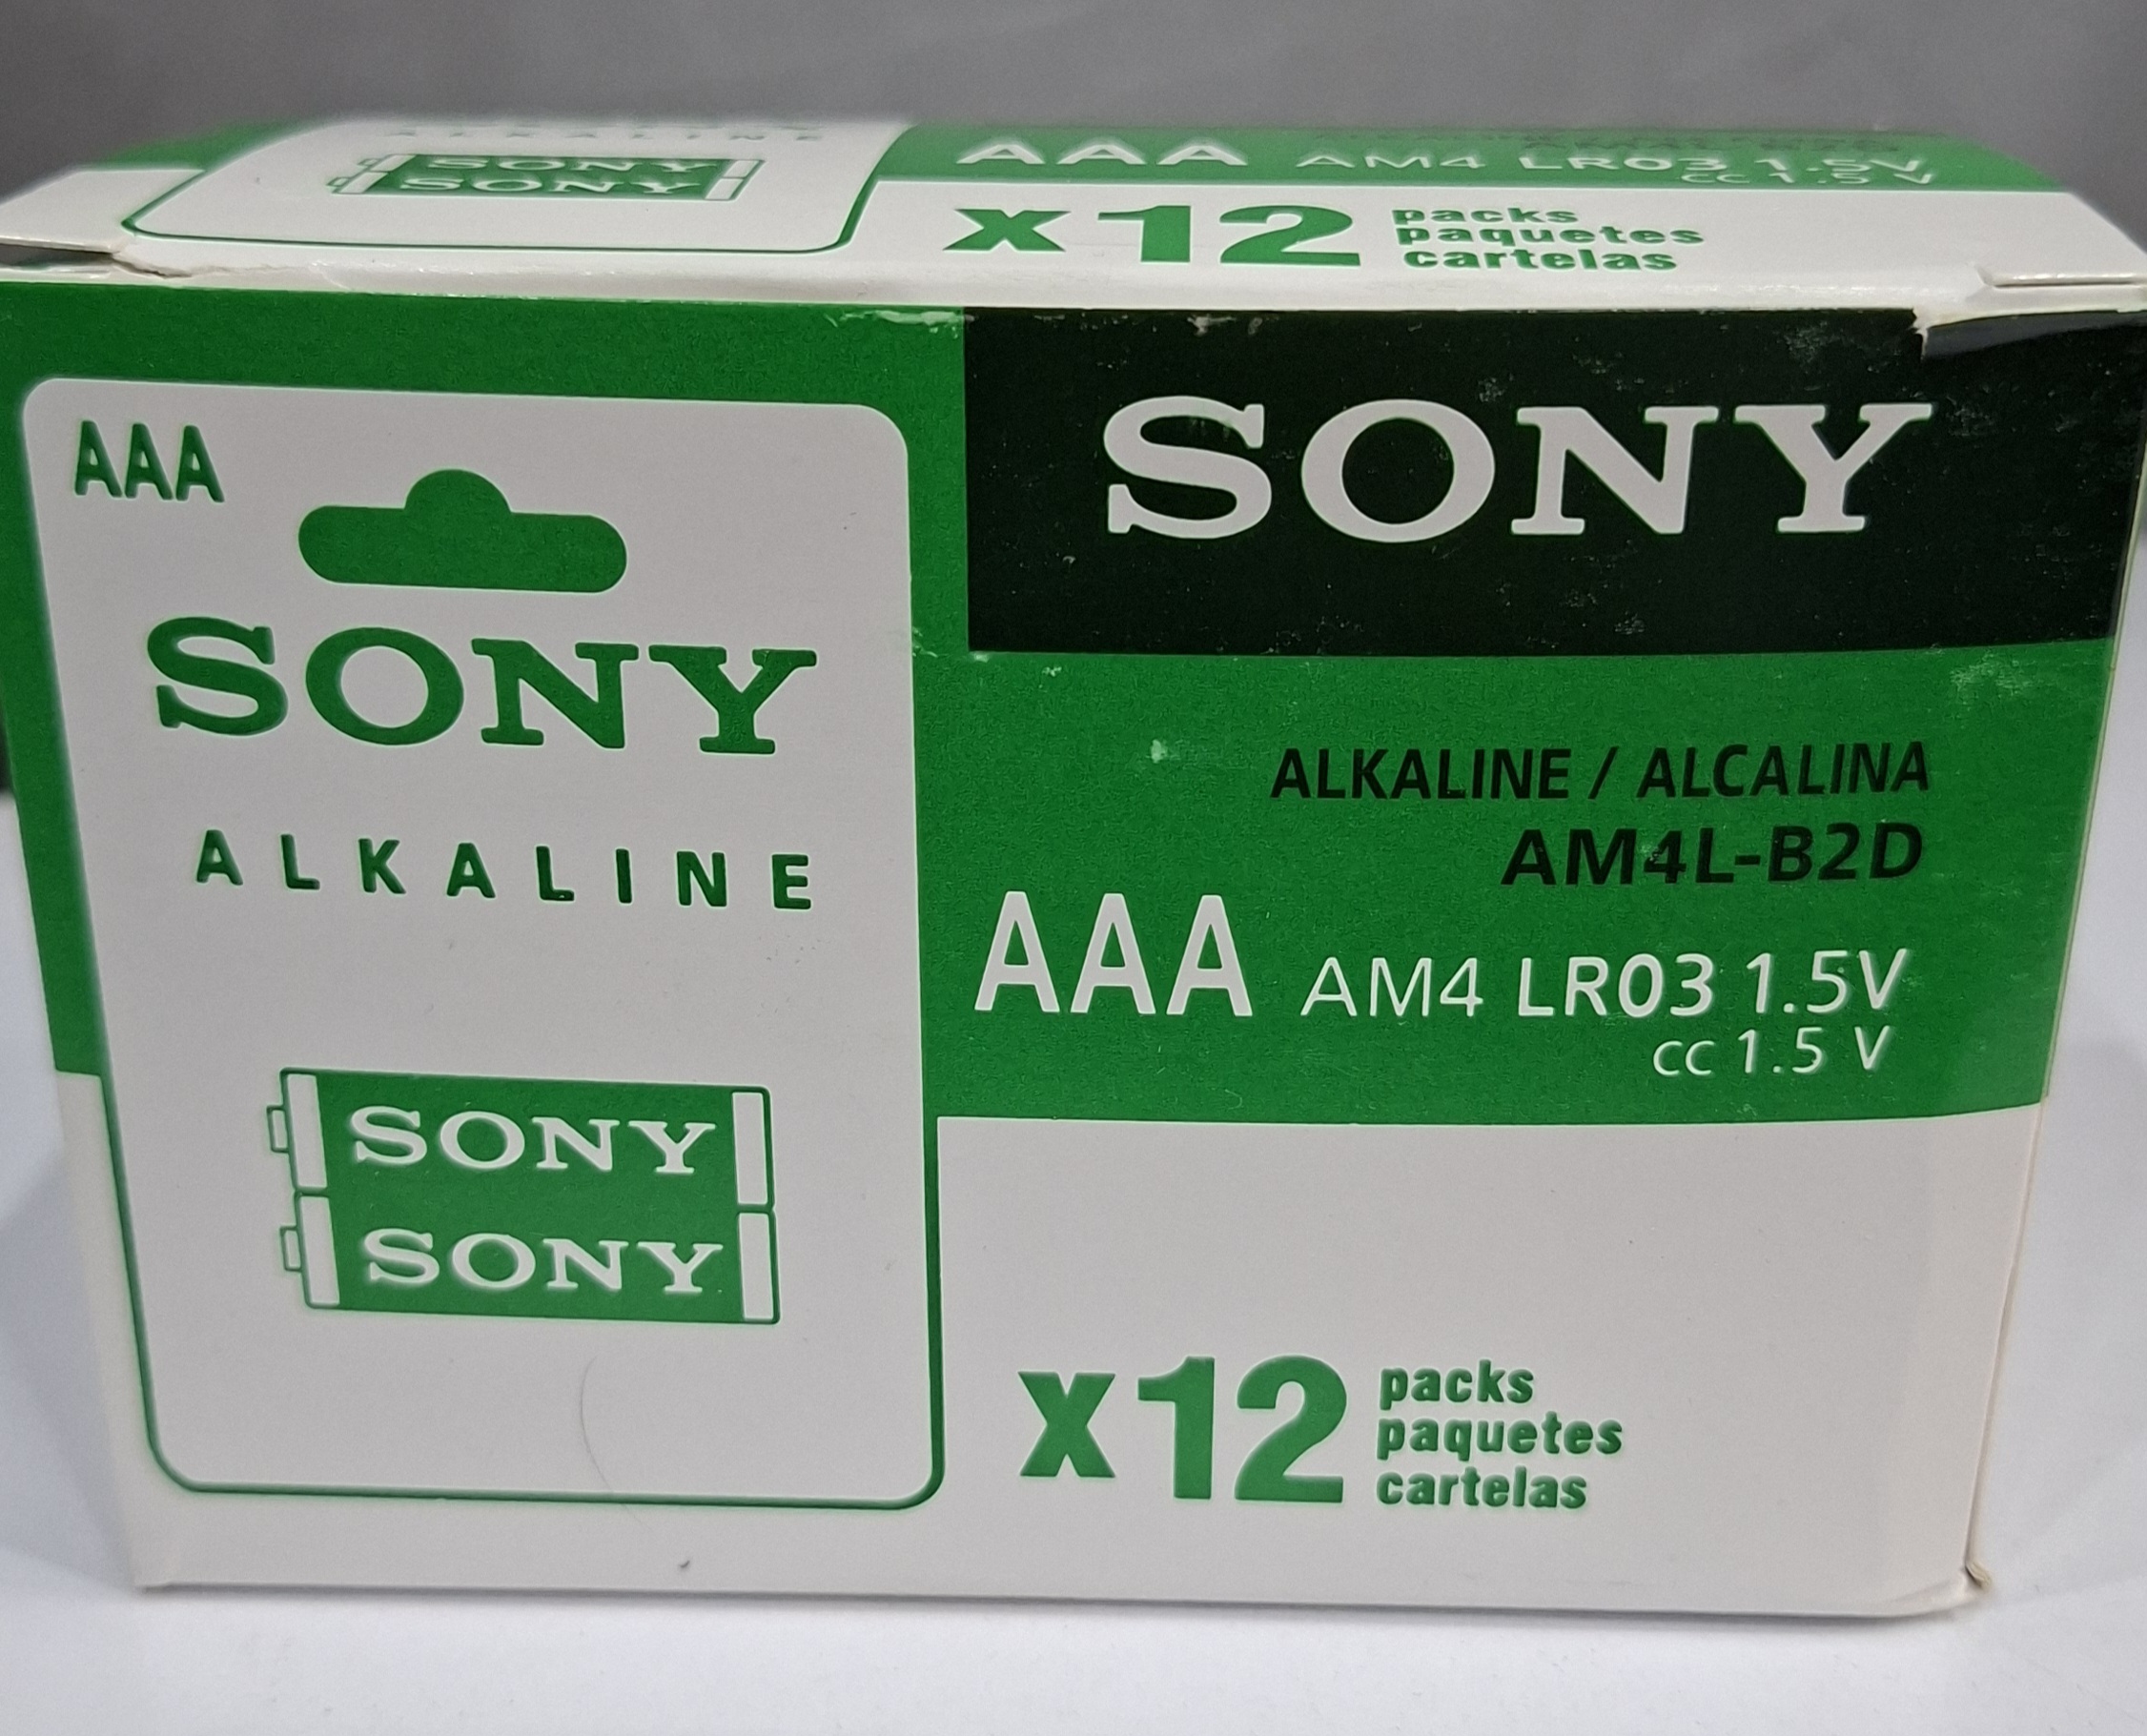 ALKALINE
SONY
SONY
AAA AM4 LR03 1.5V
cc 1.5 V
x12 packs
paquetes
cartelas
AAA
SONY
ALKALINE
SONY
SONY
SONY
ALKALINE / ALCALINA
AM4L-B2D
AAA AM4 LR03 1.5V
cc 1.5 V
x12 packs
paquetes
cartelas